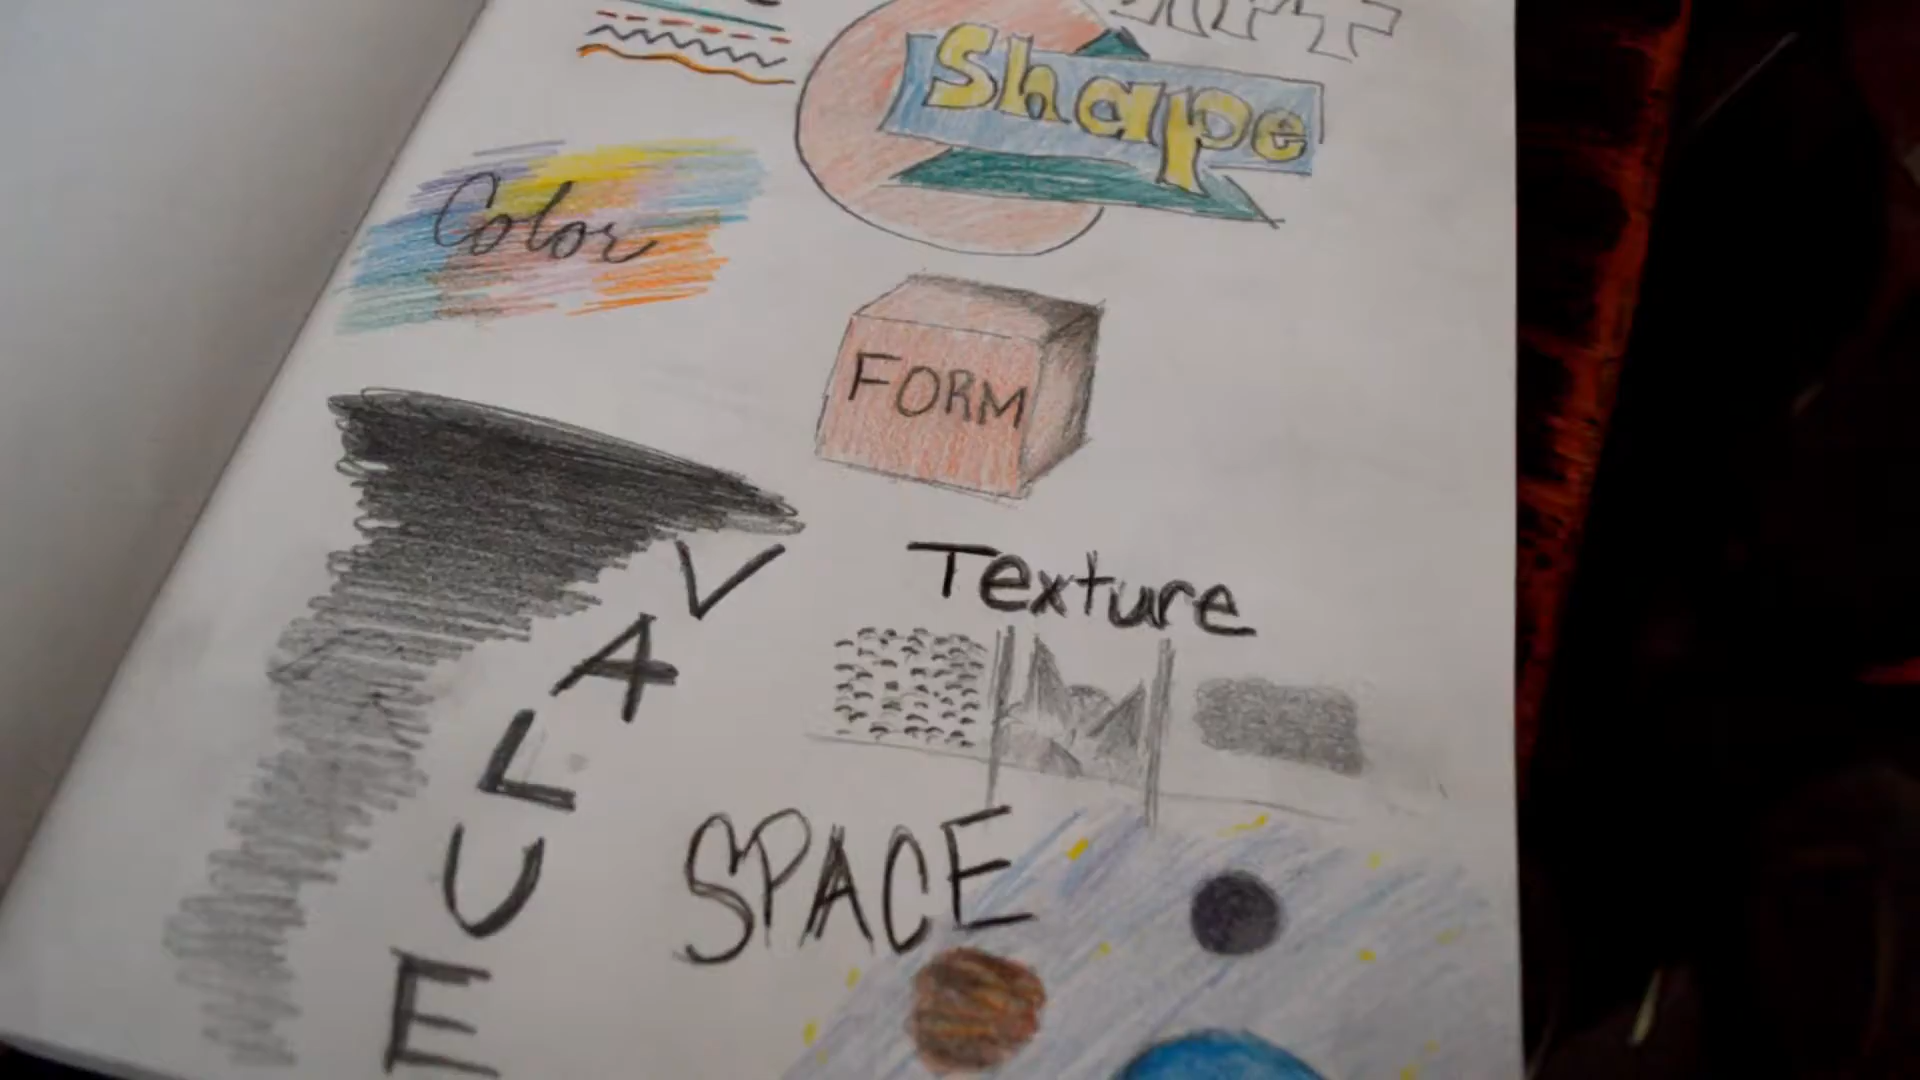 Shape
Color
FORM
Texture
VALUE
SPACE